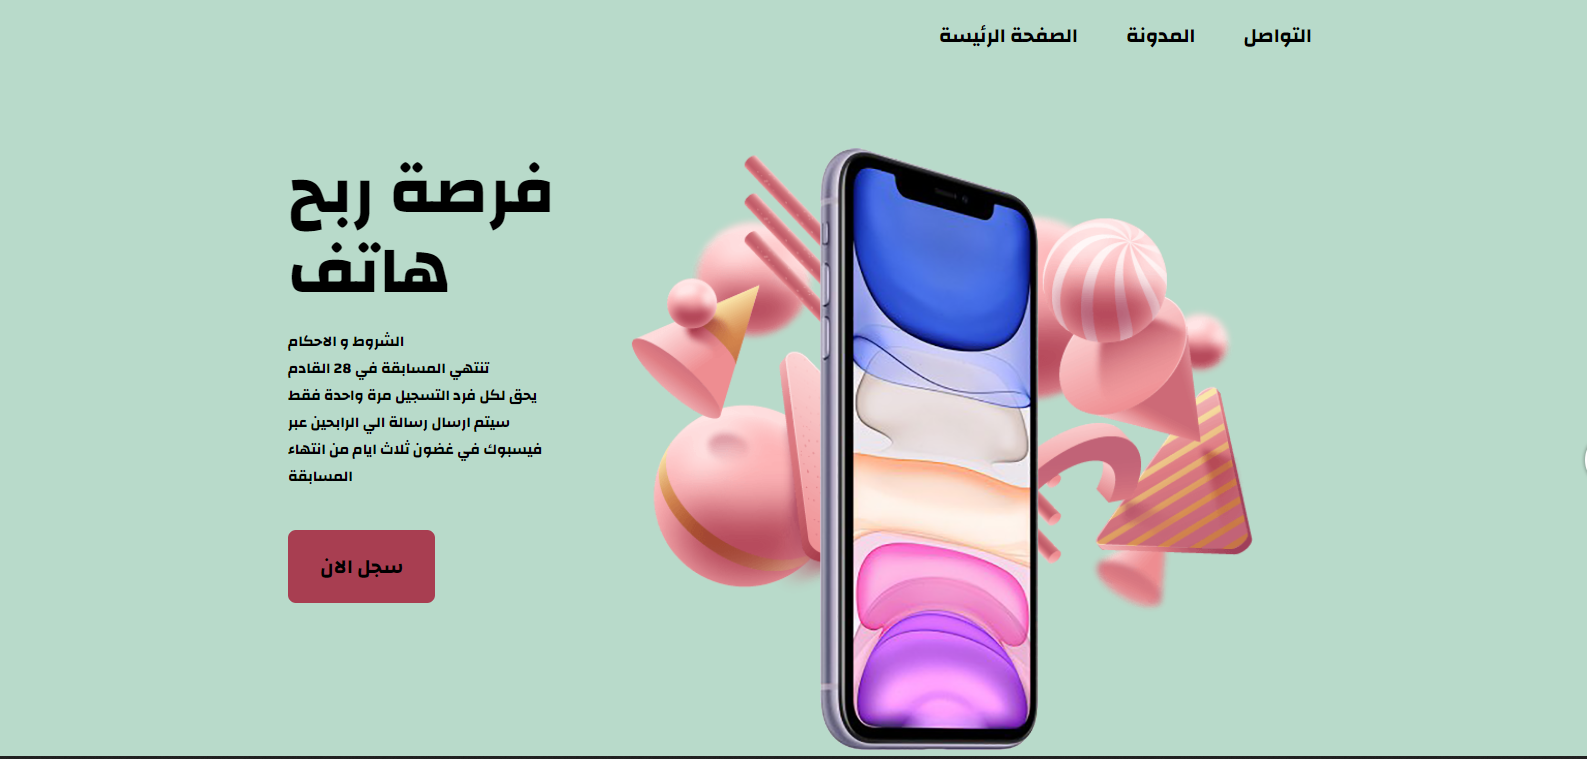 التواصل
المدونة
الصفحة الرئيسة
فرصة ربح
هاتف
الشروط و الاحكام
تنتهي المسابقة في 28 القادم
يحق لكل فرد التسجيل مرة واحدة فقط
سيتم ارسال رسالة الي الرابحين عبر
فيسبوك في غضون ثلاث ايام من انتهاء
المسابقة
سجل الان